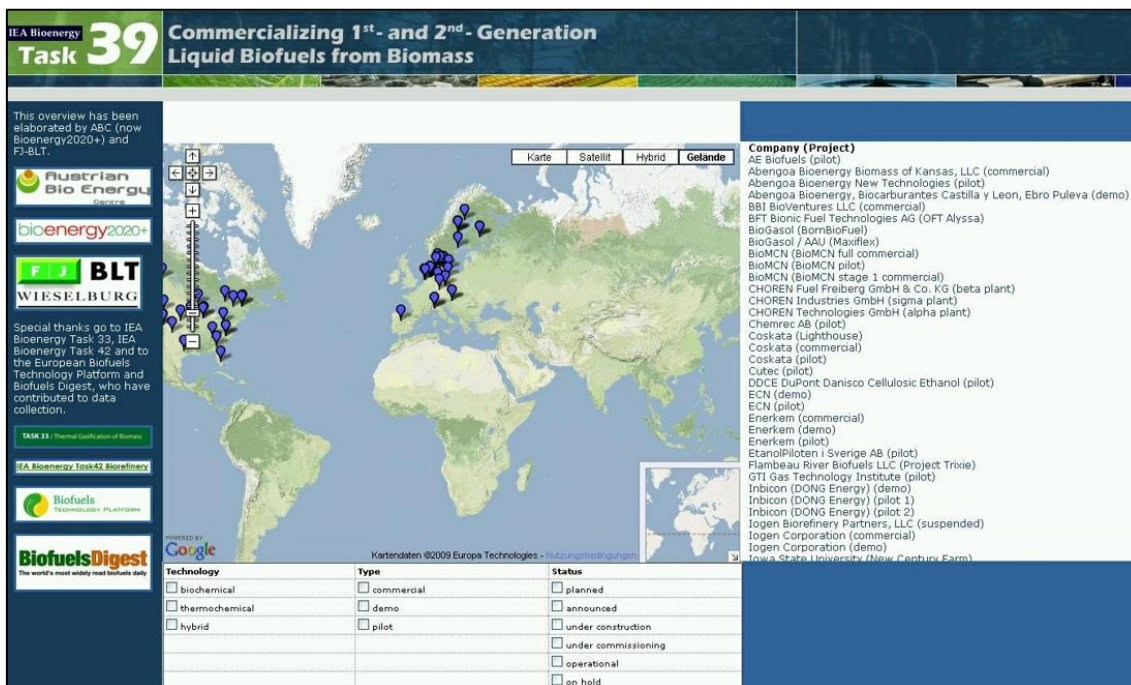 IEA Bioenergy
Task 39
Commercializing 1st- and 2nd- Generation
Liquid Biofuels from Biomass
This overview has been
elaborated by ABC (now
Bioenergy2020+) and
FJ-BLT.
Austrian
Bio Energy
Centre
bioenergy2020+
FJ BLT
WIESELBURG
Special thanks go to IEA
Bioenergy Task 33, IEA
Bioenergy Task 42 and to
the European Biofuels
Technology Platform and
Biofuels Digest, who have
contributed to data
collection.
TASK 33 / Thermal Gasification of Biomass
IEA Bioenergy Task42 Biorefinery
Biofuels
TECHNOLOGY PLATFORM
BiofuelsDigest
The world's most widely read biofuels daily
Karte Satellit Hybrid Gelände
POWERED BY
Google
Kartendaten ©2009 Europa Technologies - Nutzungsbedingungen
Technology Type Status
biochemical commercial planned
thermochemical demo announced
hybrid pilot under construction
under commissioning
operational
on hold
Company (Project)
AE Biofuels (pilot)
Abengoa Bioenergy Biomass of Kansas, LLC (commercial)
Abengoa Bioenergy New Technologies (pilot)
Abengoa Bioenergy, Biocarburantes Castilla y Leon, Ebro Puleva (demo)
BBI BioVentures LLC (commercial)
BFT Bionic Fuel Technologies AG (OFT Alyssa)
BioGasol (BornBioFuel)
BioGasol / AAU (Maxiflex)
BioMCN (BioMCN full commercial)
BioMCN (BioMCN pilot)
BioMCN (BioMCN stage 1 commercial)
CHOREN Fuel Freiberg GmbH & Co. KG (beta plant)
CHOREN Industries GmbH (sigma plant)
CHOREN Technologies GmbH (alpha plant)
Chemrec AB (pilot)
Coskata (Lighthouse)
Coskata (commercial)
Coskata (pilot)
Cutec (pilot)
DDCE DuPont Danisco Cellulosic Ethanol (pilot)
ECN (demo)
ECN (pilot)
Enerkem (commercial)
Enerkem (demo)
Enerkem (pilot)
EtanolPiloten i Sverige AB (pilot)
Flambeau River Biofuels LLC (Project Trixie)
GTI Gas Technology Institute (pilot)
Inbicon (DONG Energy) (demo)
Inbicon (DONG Energy) (pilot 1)
Inbicon (DONG Energy) (pilot 2)
Iogen Biorefinery Partners, LLC (suspended)
Iogen Corporation (commercial)
Iogen Corporation (demo)
Iowa State University (New Century Farm)